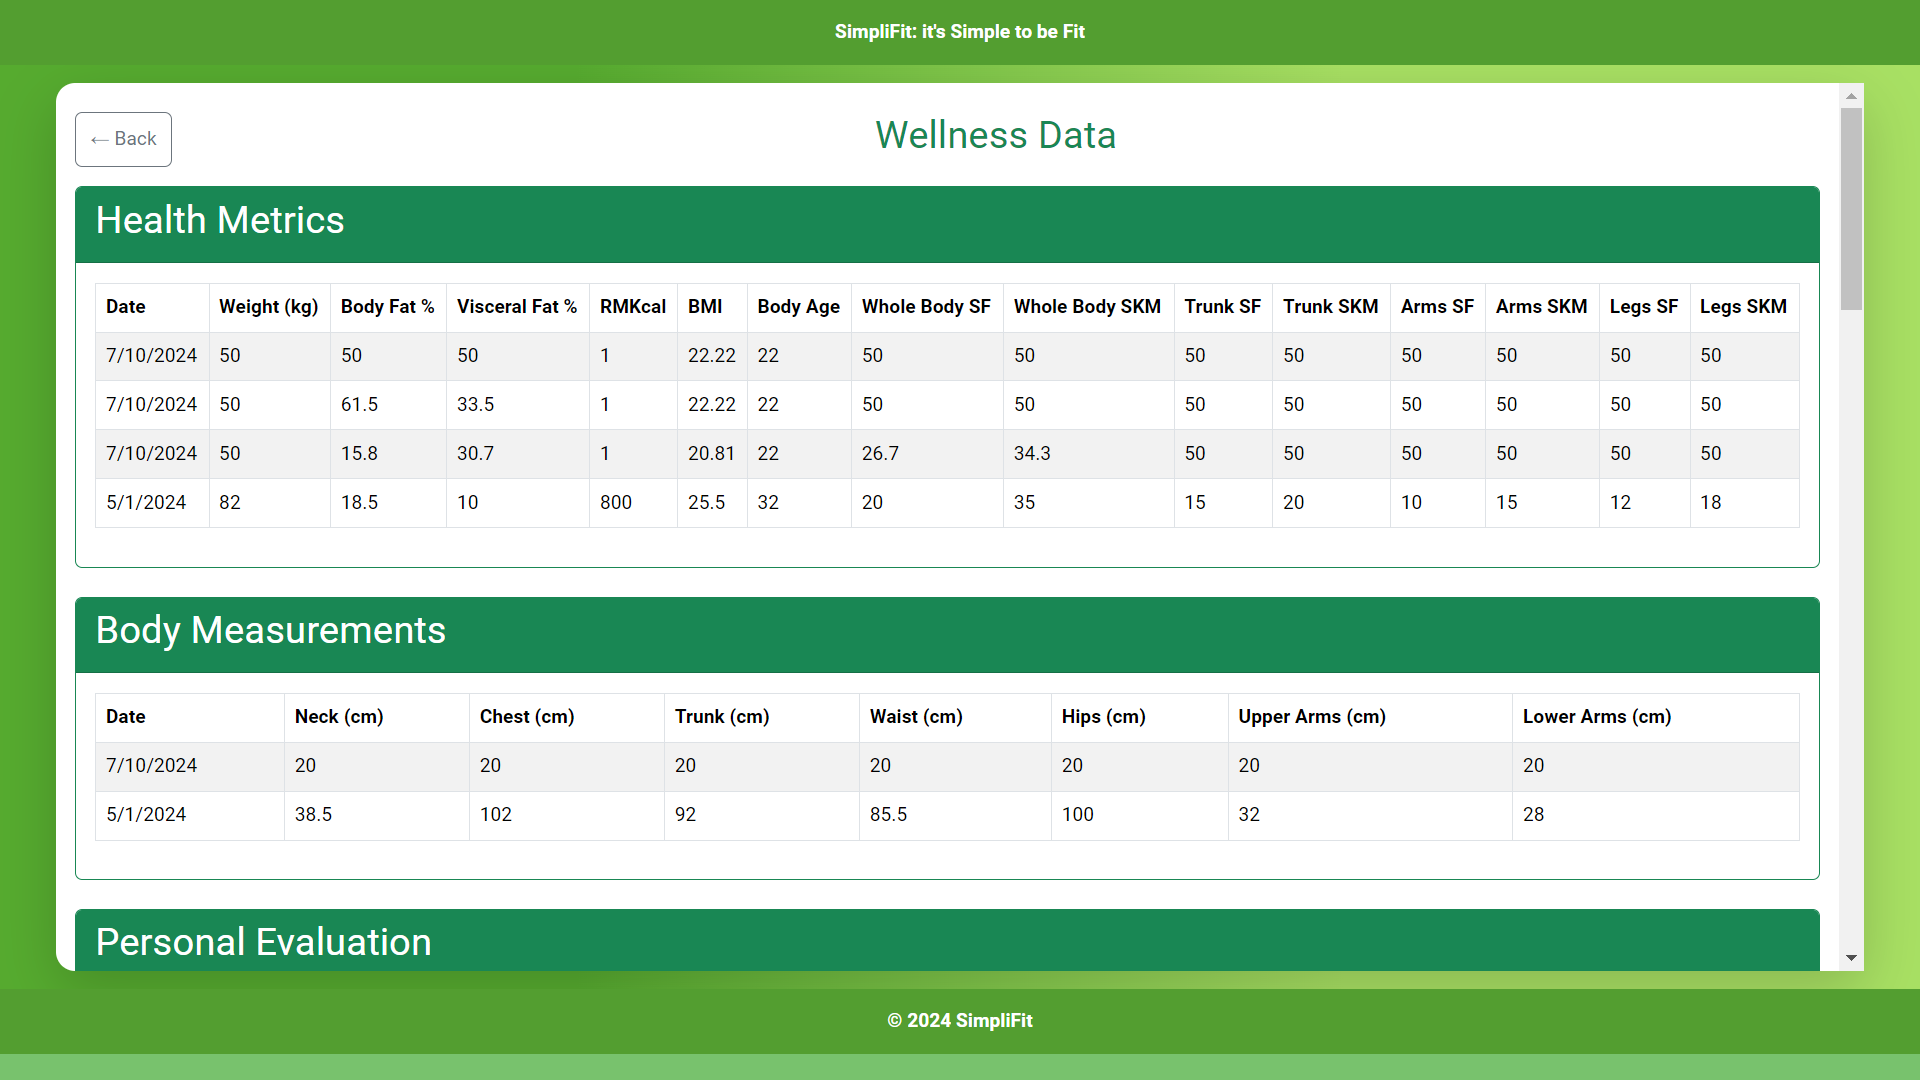 SimpliFit: it's Simple to be Fit
← Back
Wellness Data
Health Metrics
Date Weight (kg) Body Fat % Visceral Fat % RMKcal BMI Body Age Whole Body SF Whole Body SKM Trunk SF Trunk SKM Arms SF Arms SKM Legs SF Legs SKM
7/10/2024 50 50 50 1 22.22 22 50 50 50 50 50 50 50 50
7/10/2024 50 61.5 33.5 1 22.22 22 50 50 50 50 50 50 50 50
7/10/2024 50 15.8 30.7 1 20.81 22 26.7 34.3 50 50 50 50 50 50
5/1/2024 82 18.5 10 800 25.5 32 20 35 15 20 10 15 12 18
Body Measurements
Date Neck (cm) Chest (cm) Trunk (cm) Waist (cm) Hips (cm) Upper Arms (cm) Lower Arms (cm)
7/10/2024 20 20 20 20 20 20 20
5/1/2024 38.5 102 92 85.5 100 32 28
Personal Evaluation
© 2024 SimpliFit